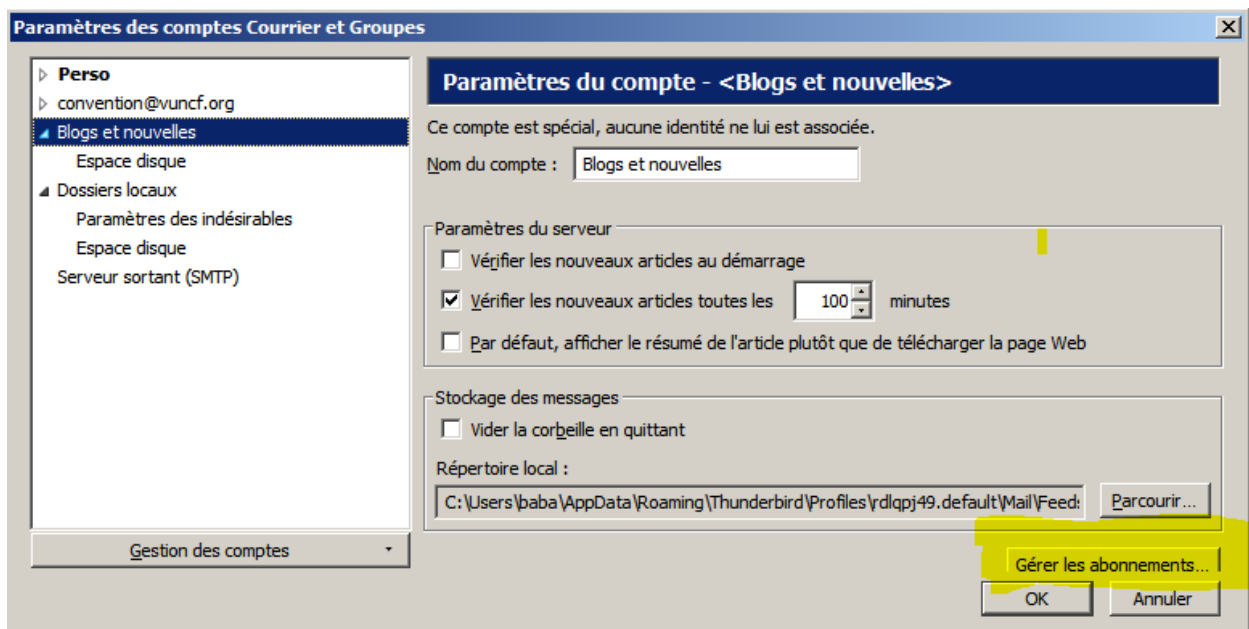 Paramètres des comptes Courrier et Groupes
Perso
convention@vuncf.org
Blogs et nouvelles
Espace disque
Dossiers locaux
Paramètres des indésirables
Espace disque
Serveur sortant (SMTP)
Gestion des comptes
Paramètres du compte - <Blogs et nouvelles>
Ce compte est spécial, aucune identité ne lui est associée.
Nom du compte : Blogs et nouvelles
Paramètres du serveur
Vérifier les nouveaux articles au démarrage
Vérifier les nouveaux articles toutes les 100 minutes
Par défaut, afficher le résumé de l'article plutôt que de télécharger la page Web
Stockage des messages
Vider la corbeille en quittant
Répertoire local :
C:\Users\baba\AppData\Roaming\Thunderbird\Profiles\rdlqpj49.default\Mail\Feeds Parcourir...
Gérer les abonnements...
OK Annuler